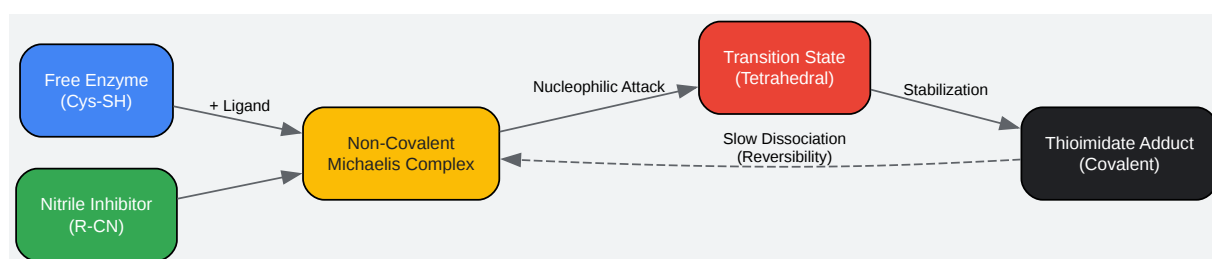 Free Enzyme
(Cys-SH)
+ Ligand
Nitrile Inhibitor
(R-CN)
Non-Covalent
Michaelis Complex
Nucleophilic Attack
Transition State
(Tetrahedral)
Stabilization
Slow Dissociation
(Reversibility)
Thioimidate Adduct
(Covalent)